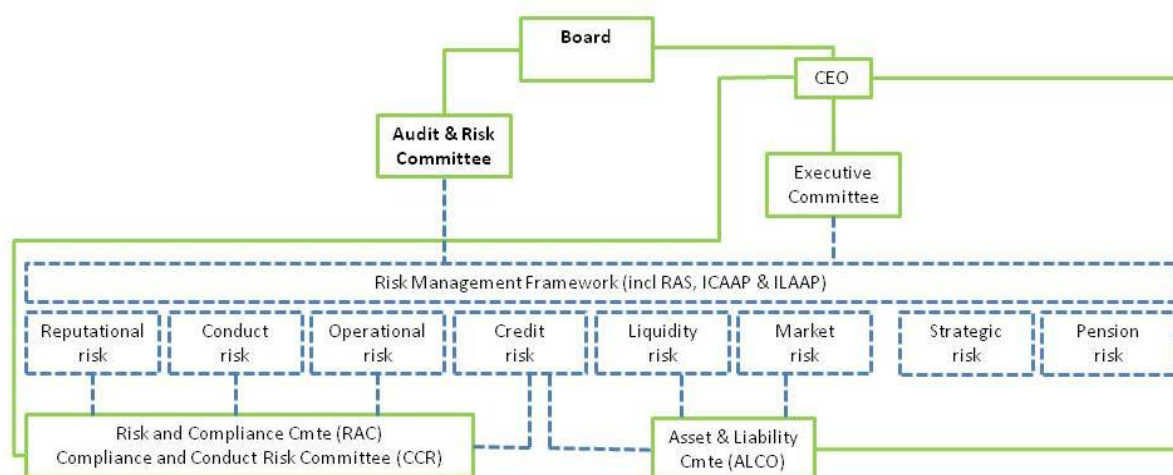 Board
CEO
Audit & Risk
Committee
Executive
Committee
Risk Management Framework (incl RAS, ICAAP & ILAAP)
Reputational
risk
Conduct
risk
Operational
risk
Credit
risk
Liquidity
risk
Market
risk
Strategic
risk
Pension
risk
Risk and Compliance Cmte (RAC)
Compliance and Conduct Risk Committee (CCR)
Asset & Liability
Cmte (ALCO)